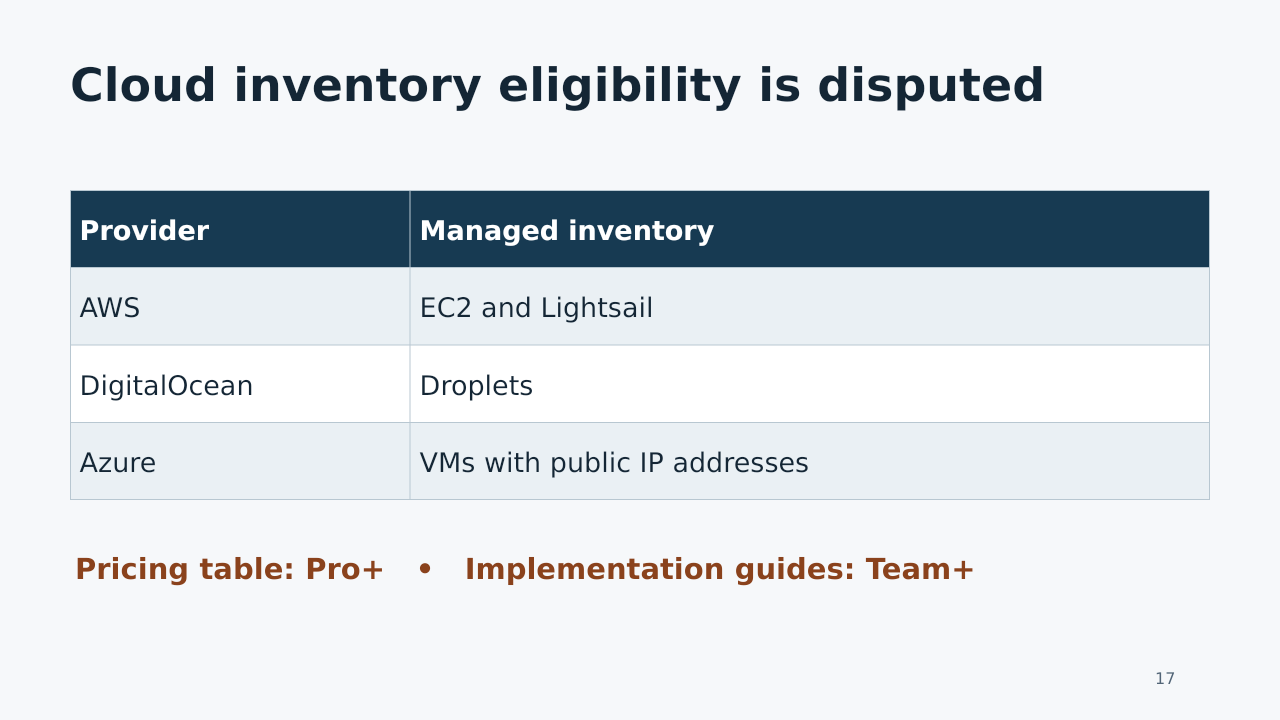 Cloud inventory eligibility is disputed
Provider Managed inventory
AWS EC2 and Lightsail
DigitalOcean Droplets
Azure VMs with public IP addresses
Pricing table: Pro+ • Implementation guides: Team+
17